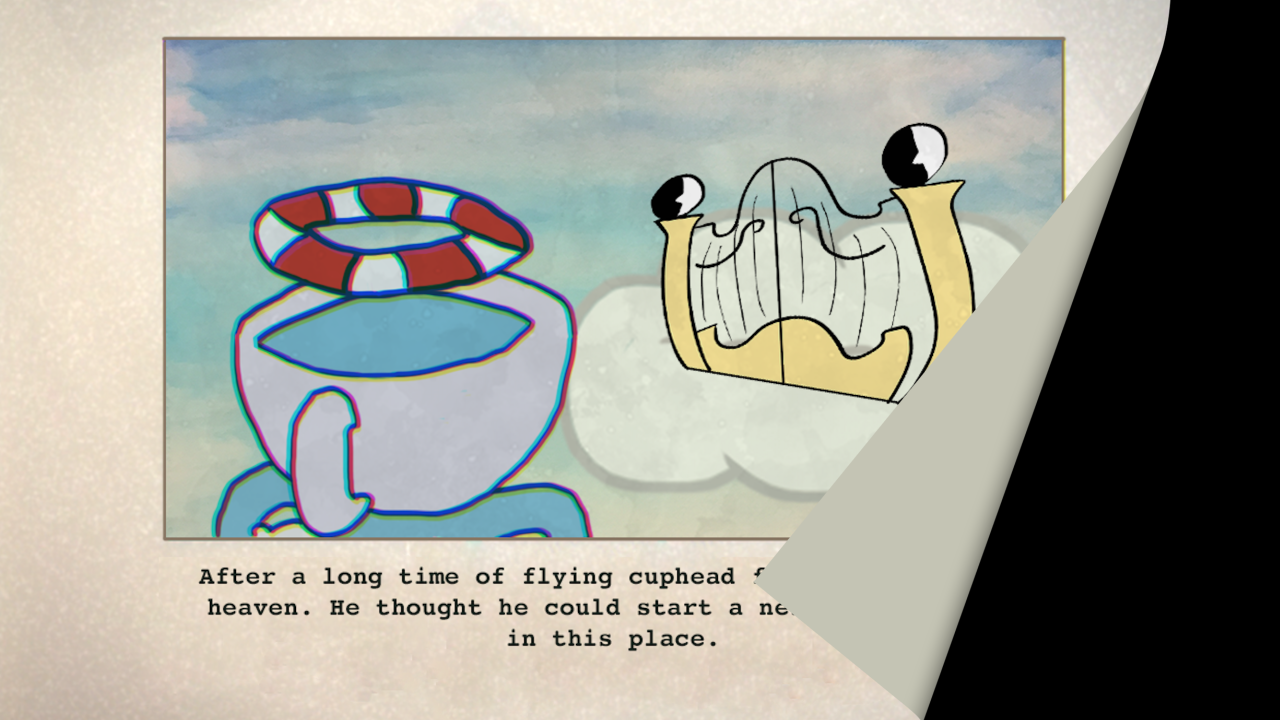 After a long time of flying cuphead
heaven. He thought he could start a
in this place.